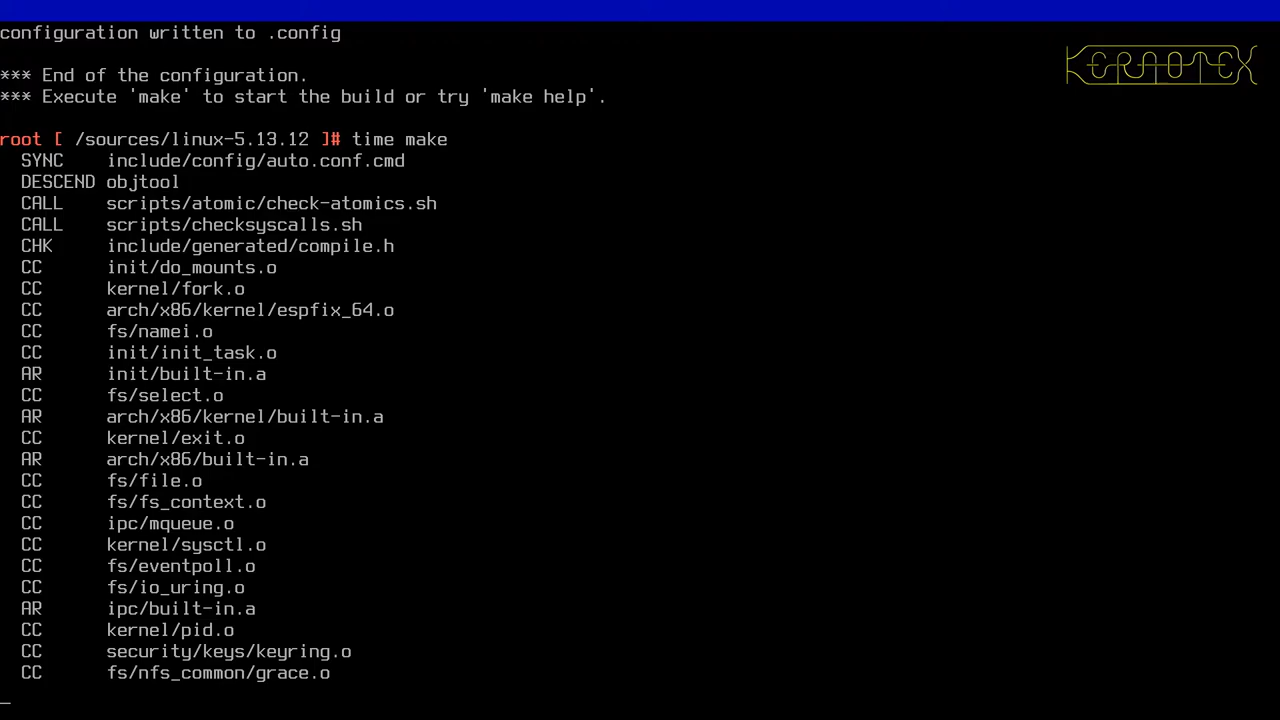 configuration written to .config
*** End of the configuration.
*** Execute 'make' to start the build or try 'make help'.
root [ /sources/linux-5.13.12 ]# time make
SYNC include/config/auto.conf.cmd
DESCEND objtool
CALL scripts/atomic/check-atomics.sh
CALL scripts/checksyscalls.sh
CHK include/generated/compile.h
CC init/do_mounts.o
CC kernel/fork.o
CC arch/x86/kernel/espfix_64.o
CC fs/namei.o
CC init/init_task.o
AR init/built-in.a
CC fs/select.o
AR arch/x86/kernel/built-in.a
CC kernel/exit.o
AR arch/x86/built-in.a
CC fs/file.o
CC fs/fs_context.o
CC ipc/mqueue.o
CC kernel/sysctl.o
CC fs/eventpoll.o
CC fs/io_uring.o
AR ipc/built-in.a
CC kernel/pid.o
CC security/keys/keyring.o
CC fs/nfs_common/grace.o